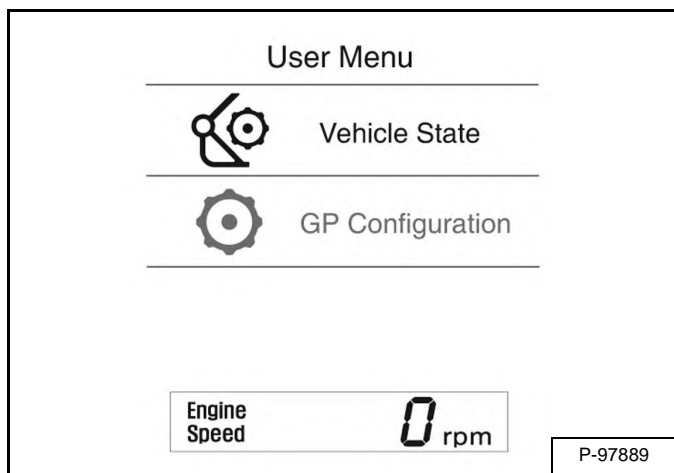 User Menu
Vehicle State
GP Configuration
Engine
Speed
0 rpm
P-97889